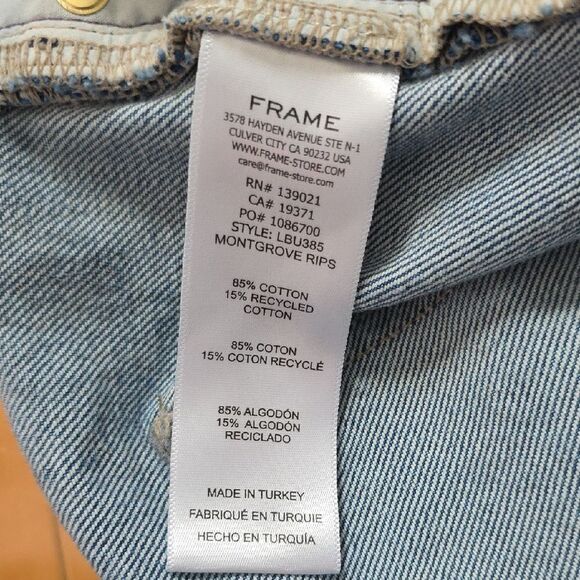 FRAME
3578 HAYDEN AVENUE STE N-1
CULVER CITY CA 90232 USA
WWW.FRAME-STORE.COM
care@frame-store.com
RN# 139021
CA# 19371
PO# 1086700
STYLE: LBU385
MONTGROVE RIPS
85% COTTON
15% RECYCLED
COTTON
85% COTON
15% COTON RECYCLÉ
85% ALGODÓN
15% ALGODÓN
RECICLADO
MADE IN TURKEY
FABRIQUÉ EN TURQUIE
HECHO EN TURQUÍA